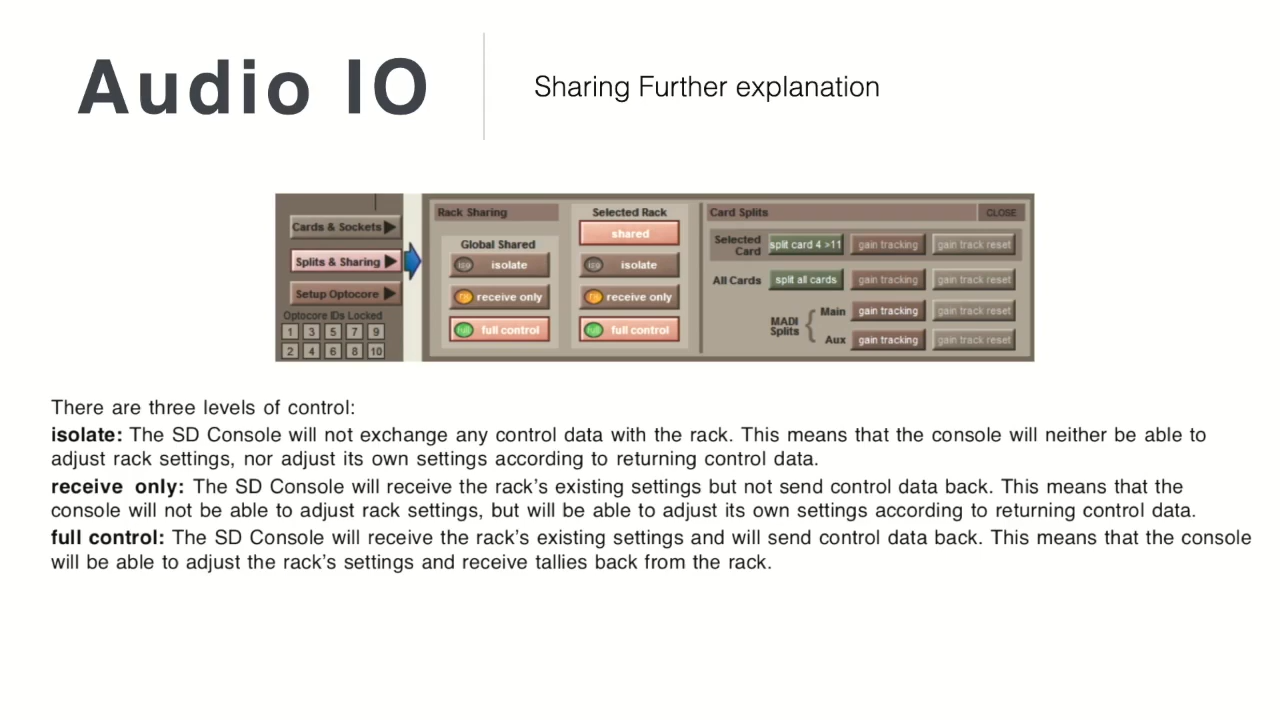 Audio IO
Sharing Further explanation
Cards & Sockets
Splits & Sharing
Setup Optocore
Optocore IDs Locked
1 3 5 7 9
2 4 6 8 10
Rack Sharing
Global Shared
iso isolate
receive only
full full control
Selected Rack
shared
iso isolate
receive only
full full control
Card Splits
CLOSE
Selected Card
split card 4 >11
gain tracking
gain track reset
All Cards
split all cards
gain tracking
gain track reset
MADI Splits
Main
gain tracking
gain track reset
Aux
gain tracking
gain track reset
There are three levels of control:
isolate: The SD Console will not exchange any control data with the rack. This means that the console will neither be able to
adjust rack settings, nor adjust its own settings according to returning control data.
receive only: The SD Console will receive the rack's existing settings but not send control data back. This means that the
console will not be able to adjust rack settings, but will be able to adjust its own settings according to returning control data.
full control: The SD Console will receive the rack's existing settings and will send control data back. This means that the console
will be able to adjust the rack's settings and receive tallies back from the rack.